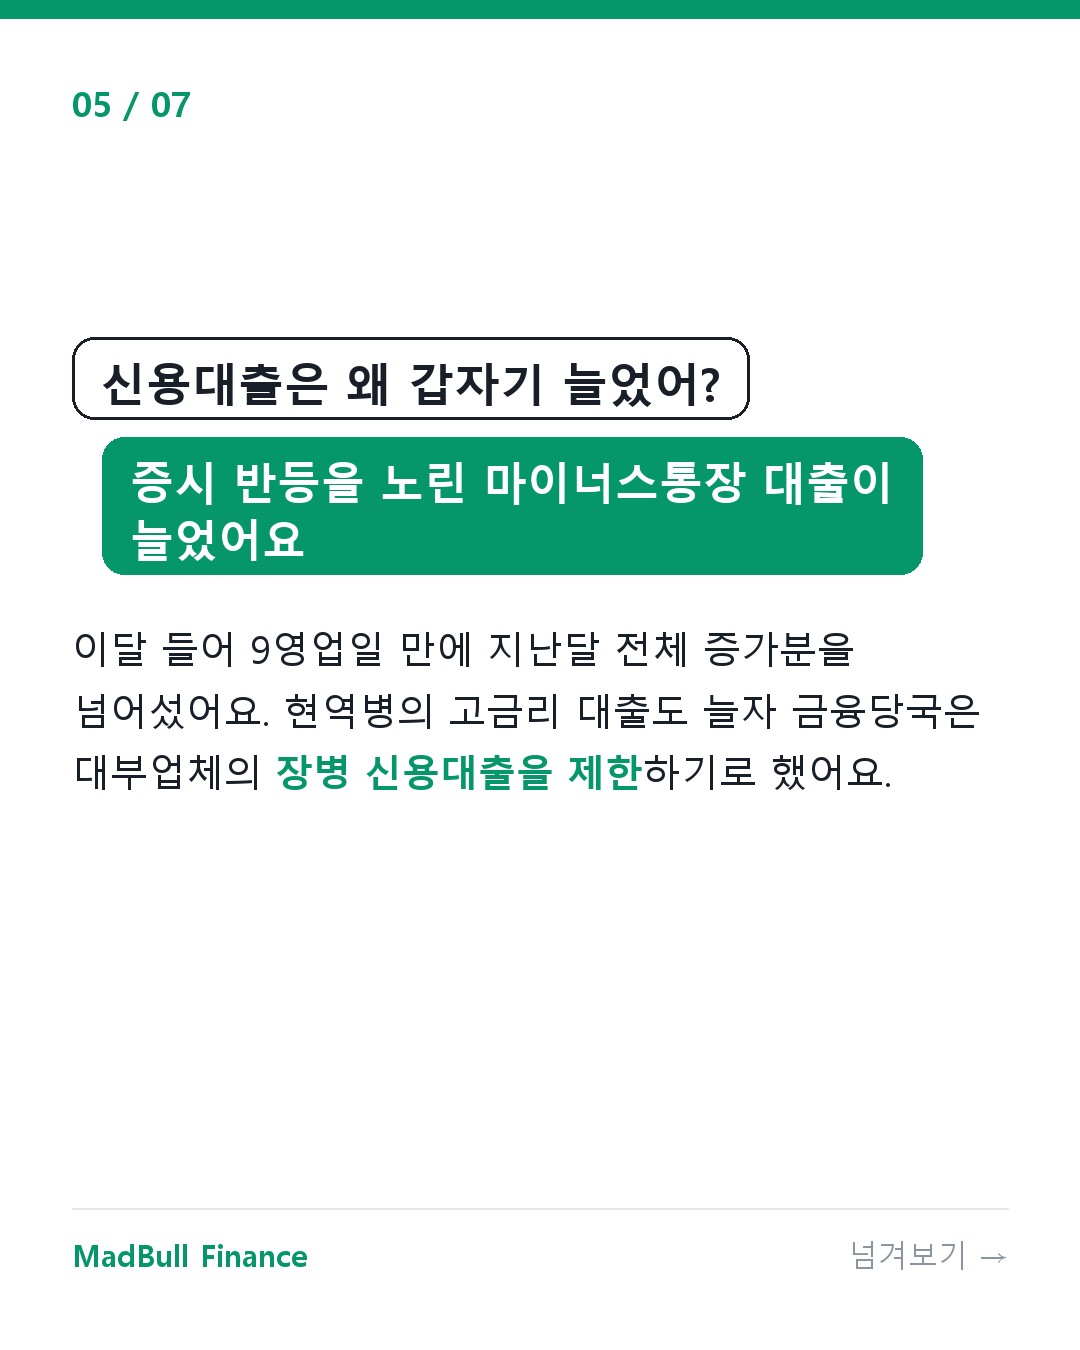 05 / 07
신용대출은 왜 갑자기 늘었어?
증시 반등을 노린 마이너스통장 대출이
늘었어요
이달 들어 9영업일 만에 지난달 전체 증가분을
넘어섰어요. 현역병의 고금리 대출도 늘자 금융당국은
대부업체의 장병 신용대출을 제한하기로 했어요.
MadBull Finance
넘겨보기 →